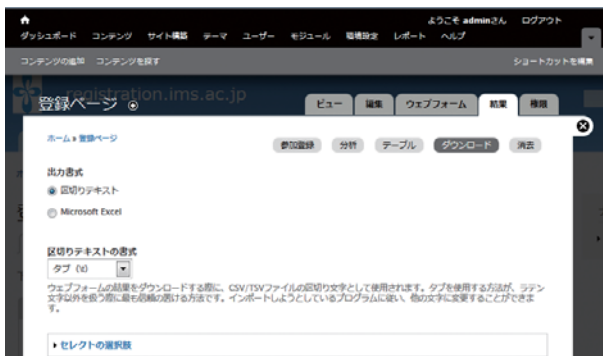 ようこそ adminさん ログアウト
ダッシュボード コンテンツ サイト構築 テーマ ユーザー モジュール 環境設定 レポート ヘルプ
コンテンツの追加 コンテンツを探す ショートカットを編集
registration.ims.ac.jp
登録ページ ビュー 編集 ウェブフォーム 結果 権限
ホーム » 登録ページ 参加登録 分析 テーブル ダウンロード 消去
出力書式
区切りテキスト
Microsoft Excel
区切りテキストの書式
タブ (\t)
ウェブフォームの結果をダウンロードする際に、CSV/TSVファイルの区切り文字として使用されます。タブを使用する方法が、ラテン
文字以外を扱う際に最も信頼の置ける方法です。インポートしようとしているプログラムに従い、他の文字に変更することができま
す。
セレクトの選択肢